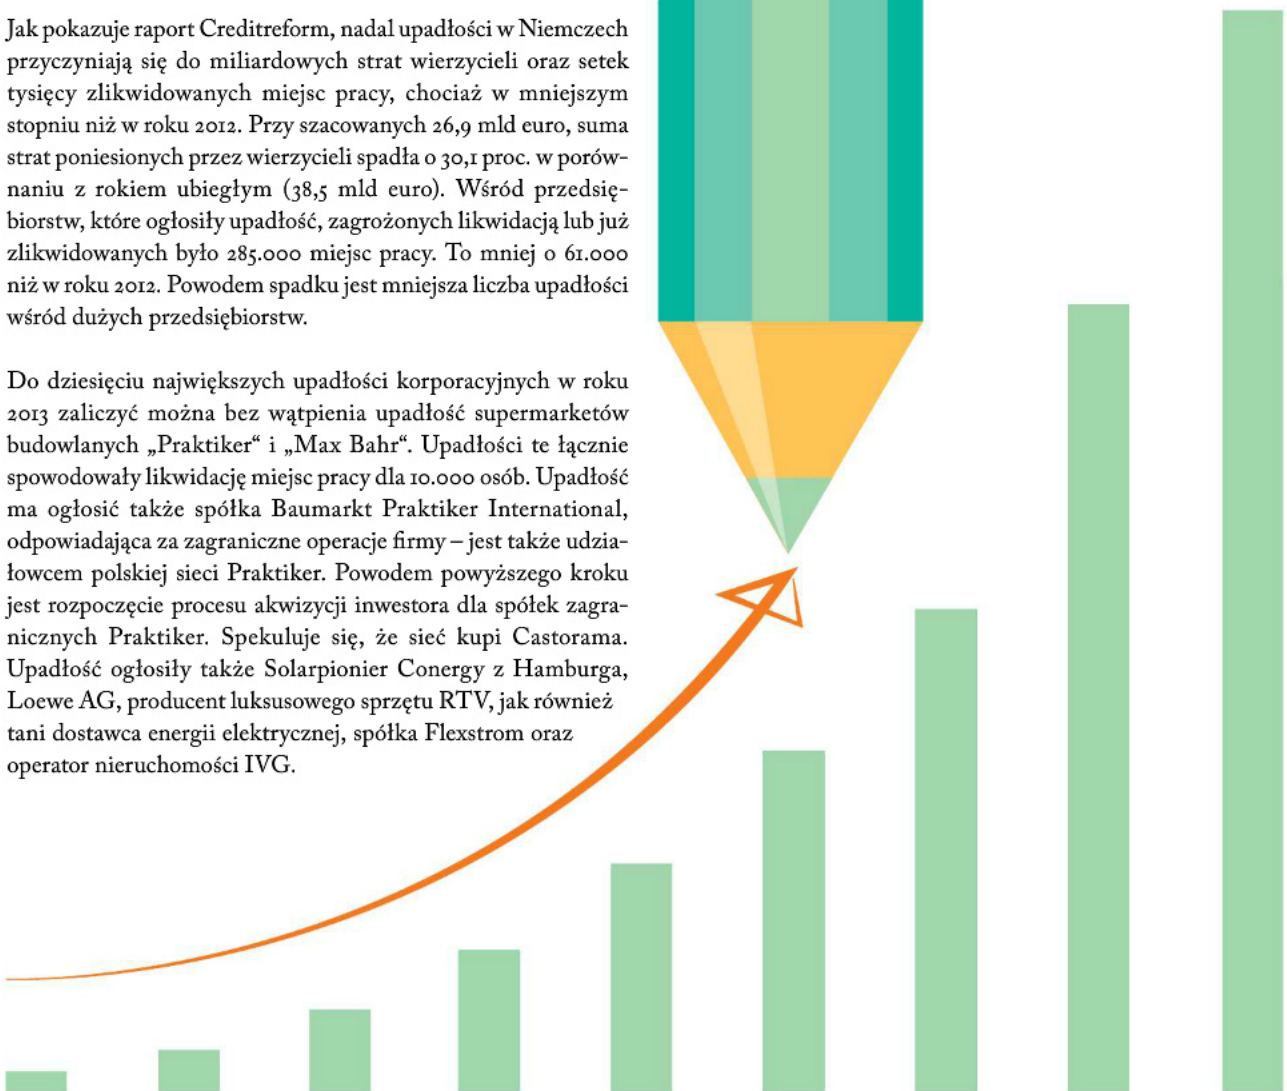 Jak pokazuje raport Creditreform, nadal upadłości w Niemczech
przyczyniają się do miliardowych strat wierzycieli oraz setek
tysięcy zlikwidowanych miejsc pracy, chociaż w mniejszym
stopniu niż w roku 2012. Przy szacowanych 26,9 mld euro, suma
strat poniesionych przez wierzycieli spadła o 30,1 proc. w porów-
naniu z rokiem ubiegłym (38,5 mld euro). Wśród przedsię-
biorstw, które ogłosiły upadłość, zagrożonych likwidacją lub już
zlikwidowanych było 285.000 miejsc pracy. To mniej o 61.000
niż w roku 2012. Powodem spadku jest mniejsza liczba upadłości
wśród dużych przedsiębiorstw.

Do dziesięciu największych upadłości korporacyjnych w roku
2013 zaliczyć można bez wątpienia upadłość supermarketów
budowlanych „Praktiker“ i „Max Bahr“. Upadłości te łącznie
spowodowały likwidację miejsc pracy dla 10.000 osób. Upadłość
ma ogłosić także spółka Baumarkt Praktiker International,
odpowiadająca za zagraniczne operacje firmy – jest także udzia-
łowcem polskiej sieci Praktiker. Powodem powyższego kroku
jest rozpoczęcie procesu akwizycji inwestora dla spółek zagra-
nicznych Praktiker. Spekuluje się, że sieć kupi Castorama.
Upadłość ogłosiły także Solarpionier Conergy z Hamburga,
Loewe AG, producent luksusowego sprzętu RTV, jak również
tani dostawca energii elektrycznej, spółka Flexstrom oraz
operator nieruchomości IVG.